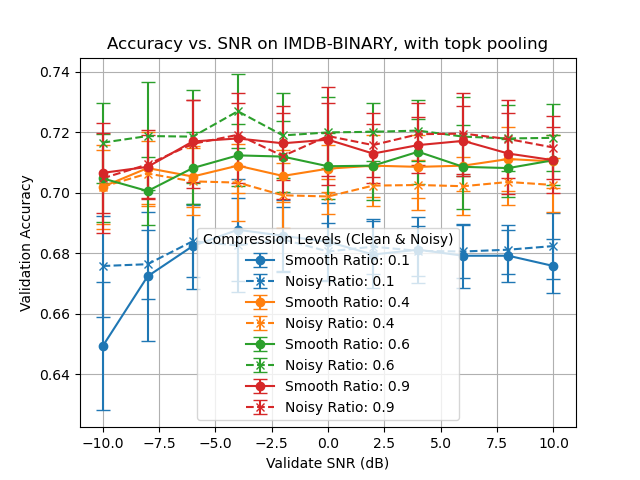 Accuracy vs. SNR on IMDB-BINARY, with topk pooling
Validation Accuracy
0.74
0.72
0.70
0.68
0.66
0.64
Compression Levels (Clean & Noisy)
Smooth Ratio: 0.1
Noisy Ratio: 0.1
Smooth Ratio: 0.4
Noisy Ratio: 0.4
Smooth Ratio: 0.6
Noisy Ratio: 0.6
Smooth Ratio: 0.9
Noisy Ratio: 0.9
−10.0 −7.5 −5.0 −2.5 0.0 2.5 5.0 7.5 10.0
Validate SNR (dB)